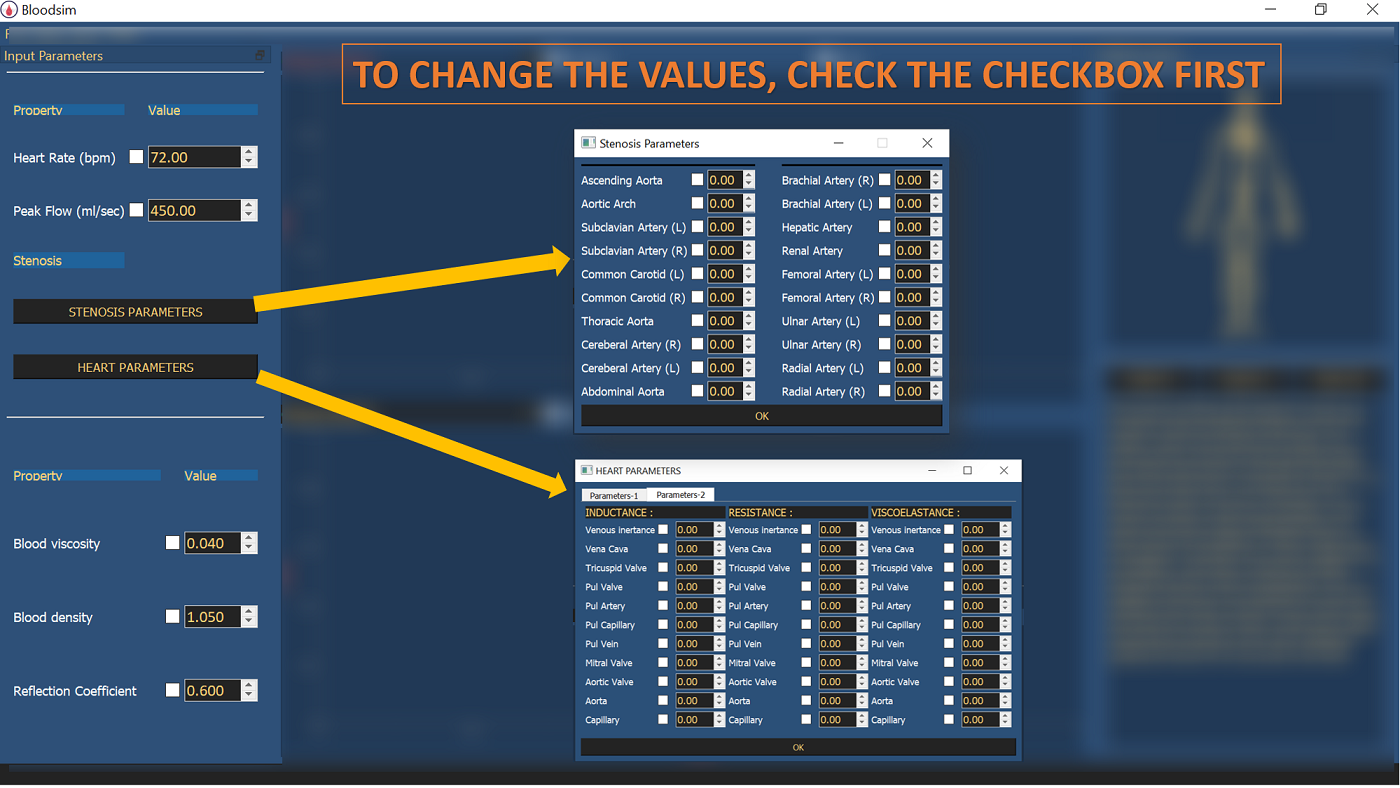 Bloodsim
Input Parameters
TO CHANGE THE VALUES, CHECK THE CHECKBOX FIRST
Property Value
Heart Rate (bpm) 72.00
Peak Flow (ml/sec) 450.00
Stenosis
STENOSIS PARAMETERS
HEART PARAMETERS
Property Value
Blood viscosity 0.040
Blood density 1.050
Reflection Coefficient 0.600
Stenosis Parameters
Ascending Aorta 0.00 Brachial Artery (R) 0.00
Aortic Arch 0.00 Brachial Artery (L) 0.00
Subclavian Artery (L) 0.00 Hepatic Artery 0.00
Subclavian Artery (R) 0.00 Renal Artery 0.00
Common Carotid (L) 0.00 Femoral Artery (L) 0.00
Common Carotid (R) 0.00 Femoral Artery (R) 0.00
Thoracic Aorta 0.00 Ulnar Artery (L) 0.00
Cereberal Artery (R) 0.00 Ulnar Artery (R) 0.00
Cereberal Artery (L) 0.00 Radial Artery (L) 0.00
Abdominal Aorta 0.00 Radial Artery (R) 0.00
OK
HEART PARAMETERS
Parameters-1 Parameters-2
INDUCTANCE : RESISTANCE : VISCOELASTANCE :
Venous inertance 0.00 Venous inertance 0.00 Venous inertance 0.00
Vena Cava 0.00 Vena Cava 0.00 Vena Cava 0.00
Tricuspid Valve 0.00 Tricuspid Valve 0.00 Tricuspid Valve 0.00
Pul Valve 0.00 Pul Valve 0.00 Pul Valve 0.00
Pul Artery 0.00 Pul Artery 0.00 Pul Artery 0.00
Pul Capillary 0.00 Pul Capillary 0.00 Pul Capillary 0.00
Pul Vein 0.00 Pul Vein 0.00 Pul Vein 0.00
Mitral Valve 0.00 Mitral Valve 0.00 Mitral Valve 0.00
Aortic Valve 0.00 Aortic Valve 0.00 Aortic Valve 0.00
Aorta 0.00 Aorta 0.00 Aorta 0.00
Capillary 0.00 Capillary 0.00 Capillary 0.00
OK